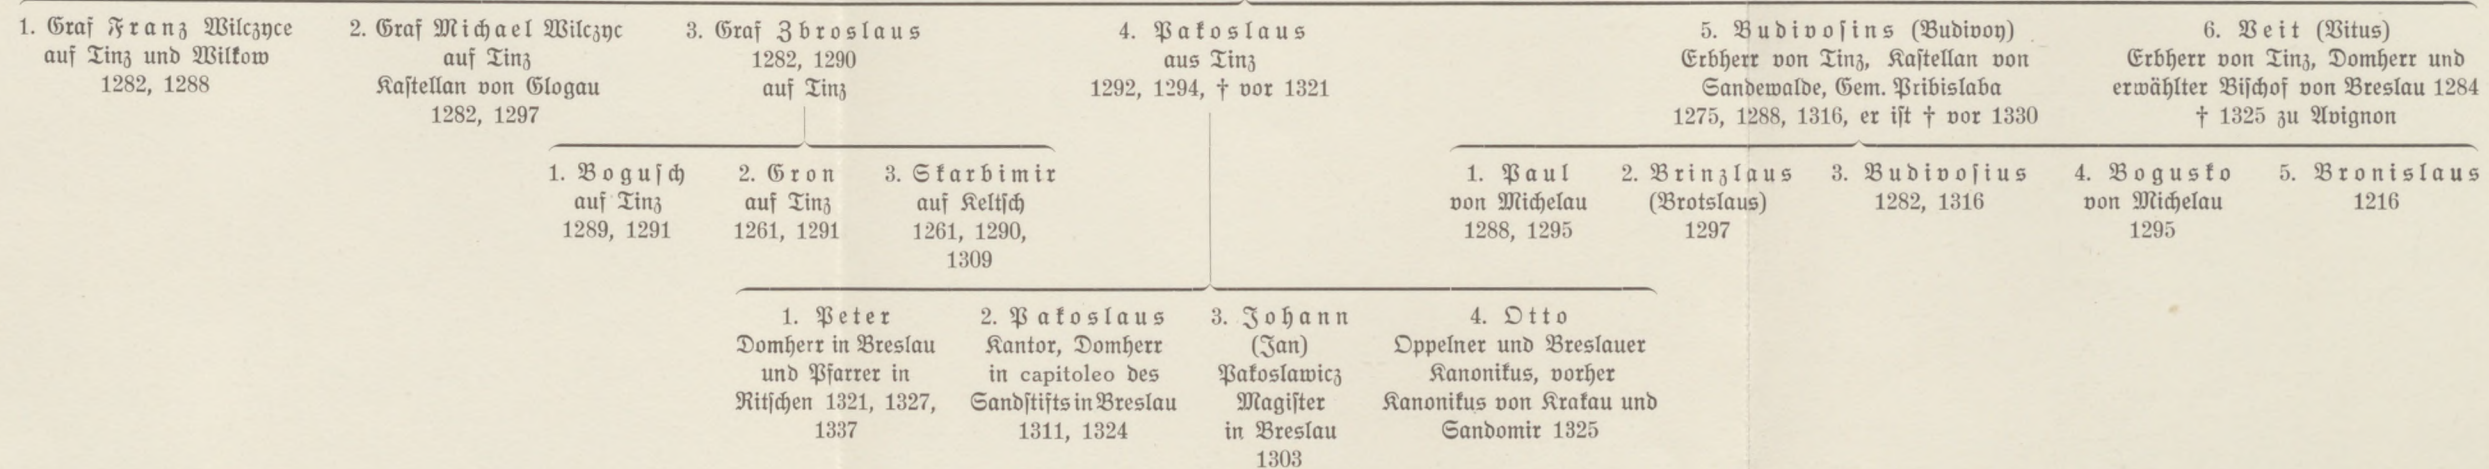 1. Graf Franz Wilczyce
auf Tinz und Wilkow
1282, 1288
2. Graf Michael Wilczyc
auf Tinz
Kaſtellan von Glogau
1282, 1297
3. Graf Zbroslaus
1282, 1290
auf Tinz
4. Pakoslaus
aus Tinz
1292, 1294, † vor 1321
5. Budivoſins (Budivoy)
Erbherr von Tinz, Kaſtellan von
Sandewalde, Gem. Pribislaba
1275, 1288, 1316, er iſt † vor 1330
6. Veit (Vitus)
Erbherr von Tinz, Domherr und
erwählter Biſchof von Breslau 1284
† 1325 zu Avignon
1. Boguſch
auf Tinz
1289, 1291
2. Gron
auf Tinz
1261, 1291
3. Skarbimir
auf Keltſch
1261, 1290,
1309
1. Paul
von Michelau
1288, 1295
2. Brinzlaus
(Brotslaus)
1297
3. Budivoſius
1282, 1316
4. Bogusko
von Michelau
1295
5. Bronislaus
1216
1. Peter
Domherr in Breslau
und Pfarrer in
Ritſchen 1321, 1327,
1337
2. Pakoslaus
Kantor, Domherr
in capitoleo des
Sandſtifts in Breslau
1311, 1324
3. Johann
(Jan)
Pakoslawicz
Magiſter
in Breslau
1303
4. Otto
Oppelner und Breslauer
Kanonikus, vorher
Kanonikus von Krakau und
Sandomir 1325